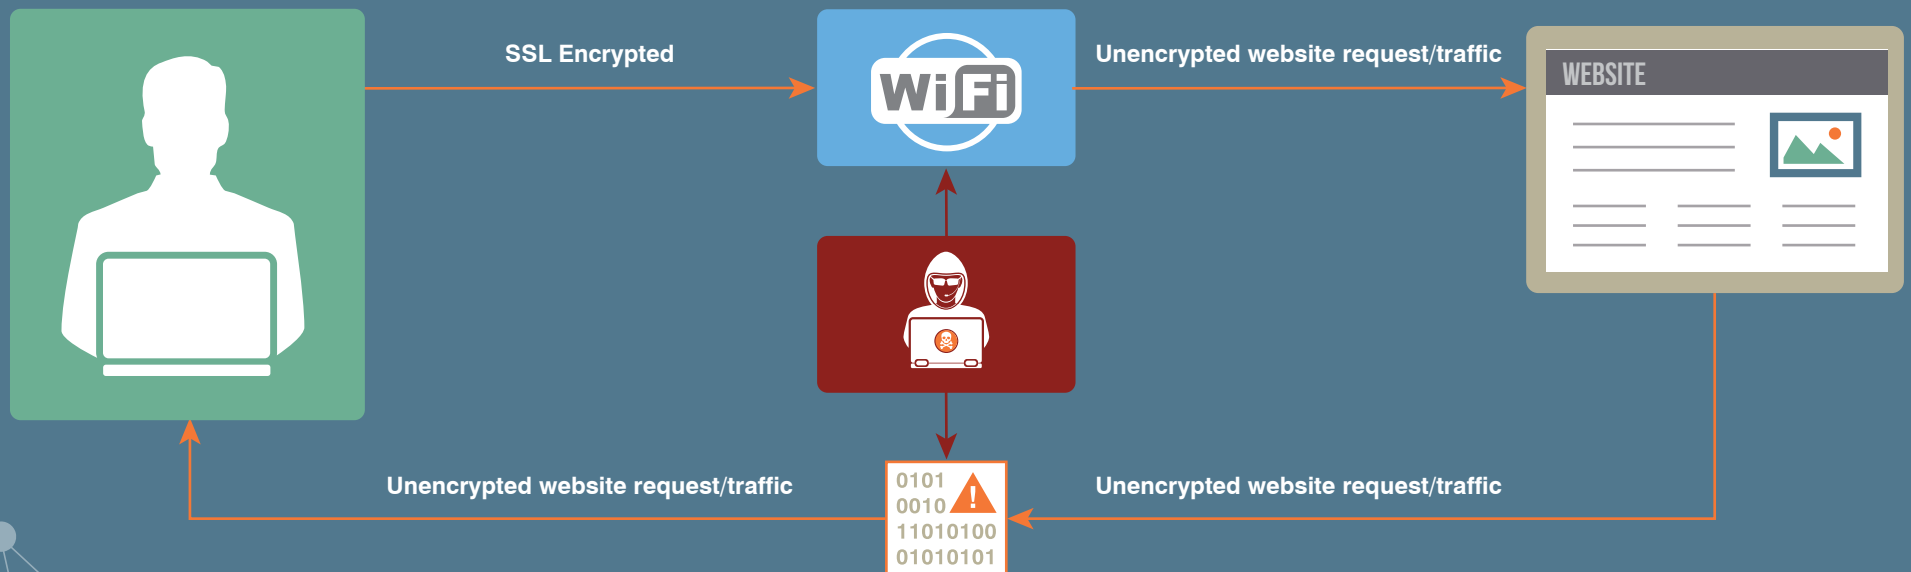 SSL Encrypted
WiFi
Unencrypted website request/traffic
WEBSITE
Unencrypted website request/traffic
0101
0010
11010100
01010101
!
Unencrypted website request/traffic